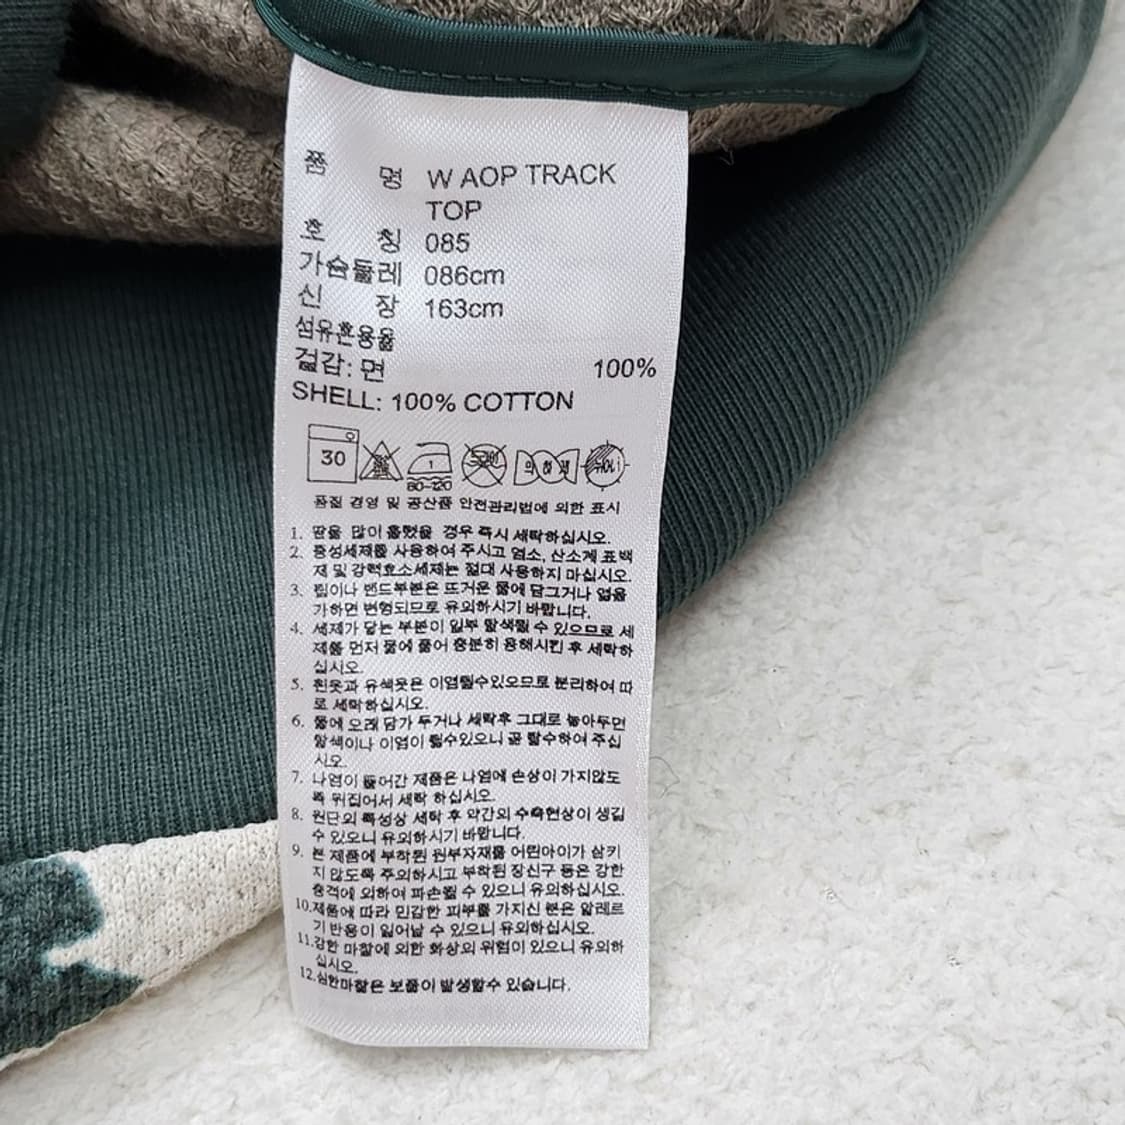 품 명 W AOP TRACK
TOP
호 칭 085
가슴둘레 086cm
신 장 163cm
섬유혼용율
겉감: 면 100%
SHELL: 100% COTTON
30
1
80-120
드라이
약 하 게
뉘어서
품질 경영 및 공산품 안전관리법에 의한 표시
1. 땀을 많이 흘렸을 경우 즉시 세탁하십시오.
2. 중성세제를 사용하여 주시고 염소, 산소계 표백
제 및 강력효소세제는 절대 사용하지 마십시오.
3. 립이나 밴드부분은 뜨거운 물에 담그거나 열을
가하면 변형되므로 유의하시기 바랍니다.
4. 세제가 닿는 부분이 일부 탈색될 수 있으므로 세
제를 먼저 물에 풀어 충분히 용해시킨 후 세탁하
십시오.
5. 흰옷과 유색옷은 이염될수있으므로 분리하여 따
로 세탁하십시오.
6. 물에 오래 담가 두거나 세탁후 그대로 놓아두면
탈색이나 이염이 될수있으니 꼭 탈수하여 주십
시오.
7. 나염이 들어간 제품은 나염에 손상이 가지않도
록 뒤집어서 세탁 하십시오.
8. 원단의 특성상 세탁 후 약간의 수축현상이 생길
수 있으니 유의하시기 바랍니다.
9. 본 제품에 부착된 원부자재를 어린아이가 삼키
지 않도록 주의하시고 부착된 장신구 등은 강한
충격에 의하여 파손될 수 있으니 유의하십시오.
10.제품에 따라 민감한 피부를 가지신 분은 알레르
기 반응이 일어날 수 있으니 유의하십시오.
11.강한 마찰에 의한 화상의 위험이 있으니 유의하
십시오.
12.심한마찰은 보풀이 발생할수 있습니다.